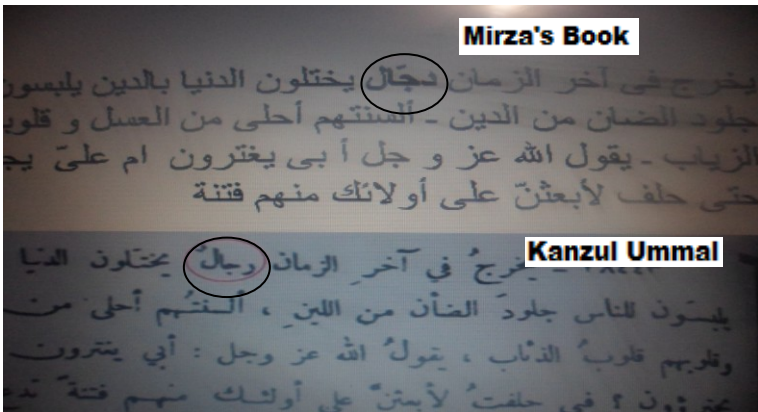 Mirza's Book
يخرج فى آخر الزمان دجّال يختلون الدنيا بالدين يلبسون
جلود الضان من الدين ـ ألسنتهم أحلى من العسل و قلوب
الزياب ـ يقول الله عز و جل أ بى يغترون ام علىّ يج
حتى حلف لأبعثنّ على أولائك منهم فتنة
Kanzul Ummal
يخرجُ في آخر الزمان رجالٌ يختلون الدنيا
يلبسون للناس جلودَ الضأن من اللين ، ألسنتُهم أحلى من
وقلوبهم قلوبُ الذئاب ، يقولُ الله عز وجل : أبي يغترون
حلفتُ لأبعثنّ على أولئك منهم فتنةً